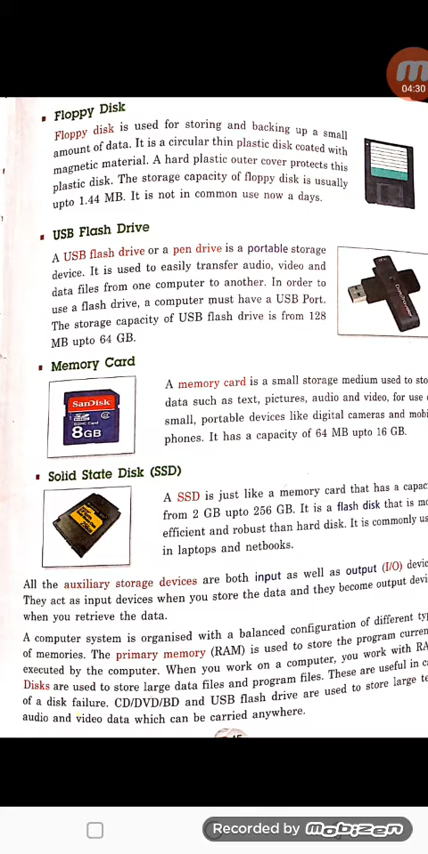 04:30
Floppy Disk
Floppy disk is used for storing and backing up a small
amount of data. It is a circular thin plastic disk coated with
magnetic material. A hard plastic outer cover protects this
plastic disk. The storage capacity of floppy disk is usually
upto 1.44 MB. It is not in common use now a days.
USB Flash Drive
A USB flash drive or a pen drive is a portable storage
device. It is used to easily transfer audio, video and
data files from one computer to another. In order to
use a flash drive, a computer must have a USB Port.
The storage capacity of USB flash drive is from 128
MB upto 64 GB.
Memory Card
SanDisk
8GB
A memory card is a small storage medium used to sto
data such as text, pictures, audio and video, for use
small, portable devices like digital cameras and mobi
phones. It has a capacity of 64 MB upto 16 GB.
Solid State Disk (SSD)
A SSD is just like a memory card that has a capac
from 2 GB upto 256 GB. It is a flash disk that is mo
efficient and robust than hard disk. It is commonly us
in laptops and netbooks.
All the auxiliary storage devices are both input as well as output (I/O) devic
They act as input devices when you store the data and they become output devi
when you retrieve the data.
A computer system is organised with a balanced configuration of different ty
of memories. The primary memory (RAM) is used to store the program curren
executed by the computer. When you work on a computer, you work with RA
Disks are used to store large data files and program files. These are useful in c
of a disk failure. CD/DVD/BD and USB flash drive are used to store large te
audio and video data which can be carried anywhere.
Recorded by Mobizen